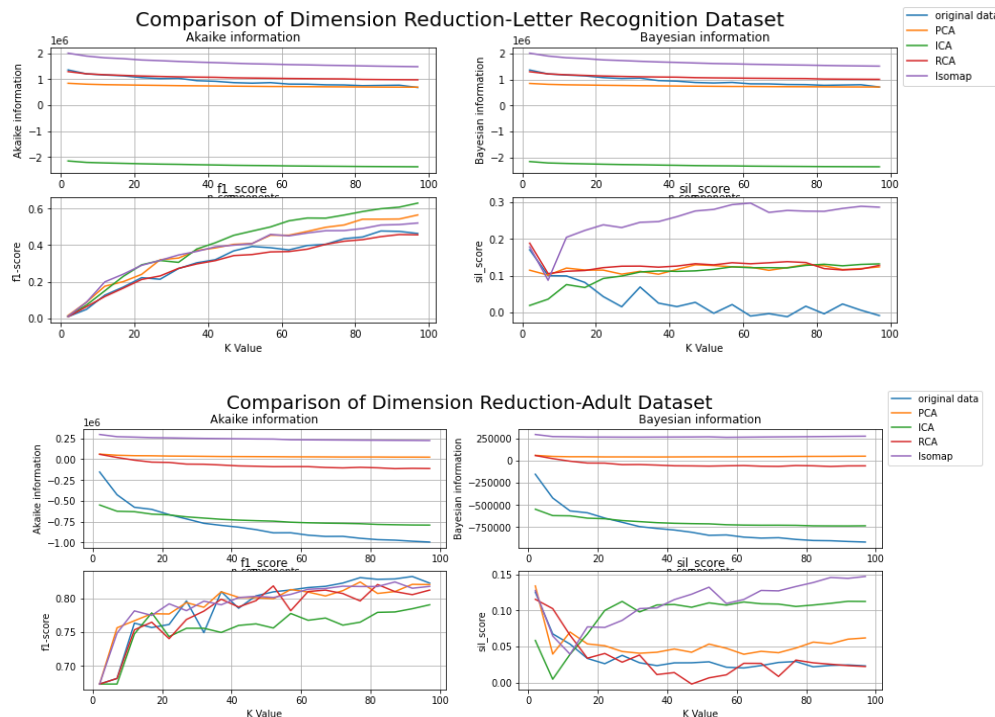 Comparison of Dimension Reduction-Letter Recognition Dataset
original data
PCA
ICA
RCA
Isomap
Akaike information
1e6
Akaike information
2
1
0
−1
−2
0 20 40 60 80 100
Bayesian information
1e6
Bayesian information
2
1
0
−1
−2
0 20 40 60 80 100
n components
f1_score
f1-score
0.6
0.4
0.2
0.0
0 20 40 60 80 100
K Value
n components
sil_score
sil_score
0.3
0.2
0.1
0.0
0 20 40 60 80 100
K Value
Comparison of Dimension Reduction-Adult Dataset
original data
PCA
ICA
RCA
Isomap
Akaike information
1e6
Akaike information
0.25
0.00
−0.25
−0.50
−0.75
−1.00
0 20 40 60 80 100
Bayesian information
Bayesian information
250000
0
−250000
−500000
−750000
0 20 40 60 80 100
n components
f1_score
f1-score
0.80
0.75
0.70
0 20 40 60 80 100
K Value
n components
sil_score
sil_score
0.15
0.10
0.05
0.00
0 20 40 60 80 100
K Value